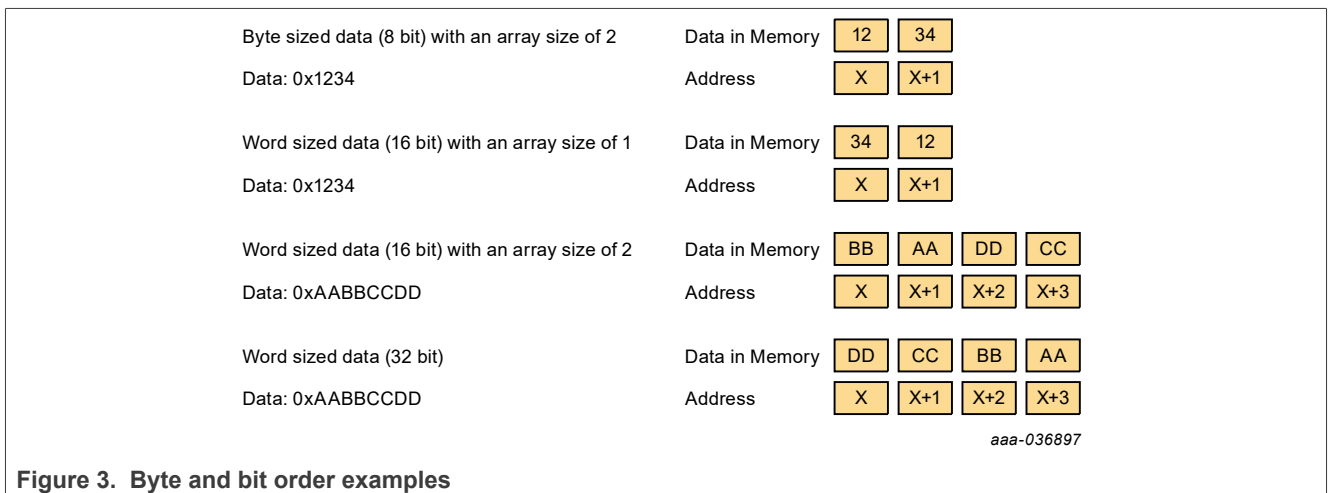 Byte sized data (8 bit) with an array size of 2 Data in Memory 12 34
Data: 0x1234 Address X X+1
Word sized data (16 bit) with an array size of 1 Data in Memory 34 12
Data: 0x1234 Address X X+1
Word sized data (16 bit) with an array size of 2 Data in Memory BB AA DD CC
Data: 0xAABBCCDD Address X X+1 X+2 X+3
Word sized data (32 bit) Data in Memory DD CC BB AA
Data: 0xAABBCCDD Address X X+1 X+2 X+3
aaa-036897
Figure 3. Byte and bit order examples